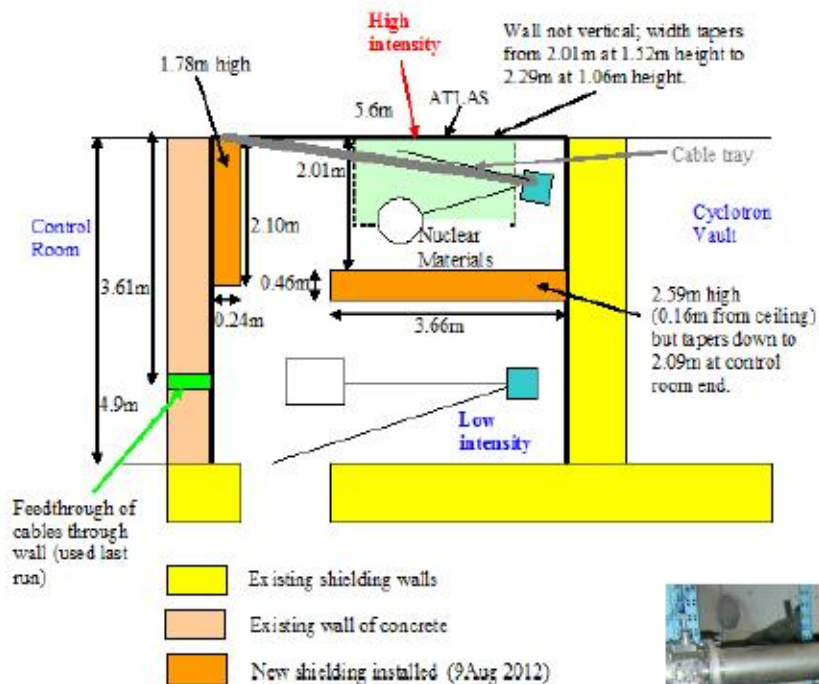 High
intensity
Wall not vertical; width tapers
from 2.01m at 1.52m height to
2.29m at 1.06m height.
1.78m high
5.6m
ATLAS
2.01m
Cable tray
Control
Room
2.10m
Nuclear
Materials
Cyclotron
Vault
3.61m
0.46m
0.24m
3.66m
2.59m high
(0.16m from ceiling)
but tapers down to
2.09m at control
room end.
4.9m
Low
intensity
Feedthrough of
cables through
wall (used last
run)
Existing shielding walls
Existing wall of concrete
New shielding installed (9Aug 2012)